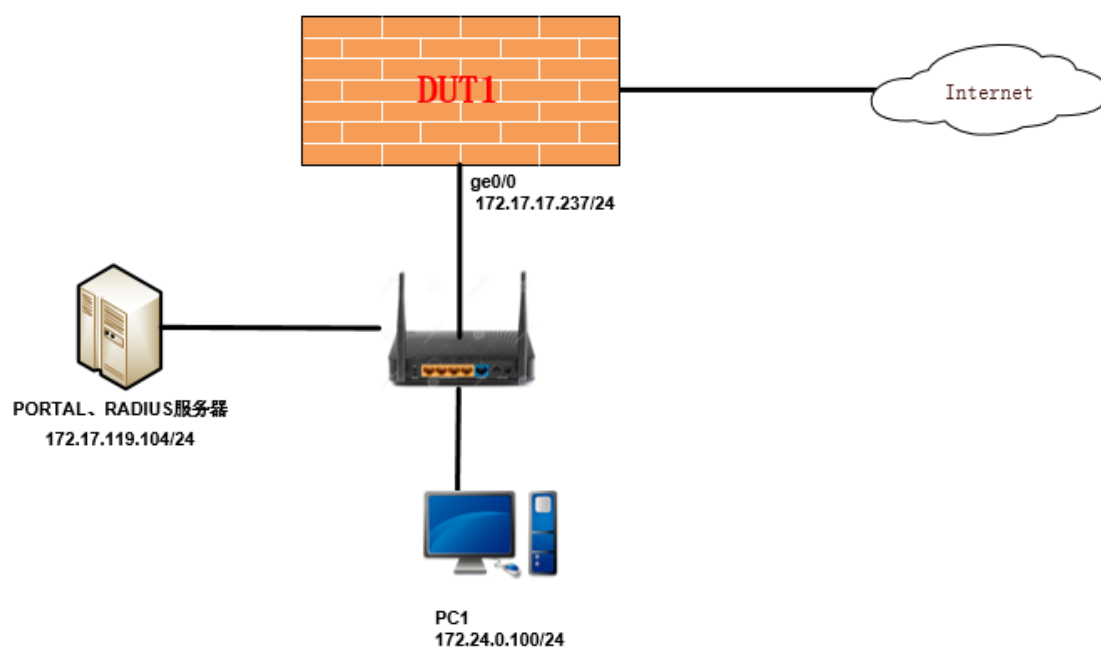 DUT1
Internet
ge0/0
172.17.17.237/24
PORTAL、RADIUS服务器
172.17.119.104/24
PC1
172.24.0.100/24